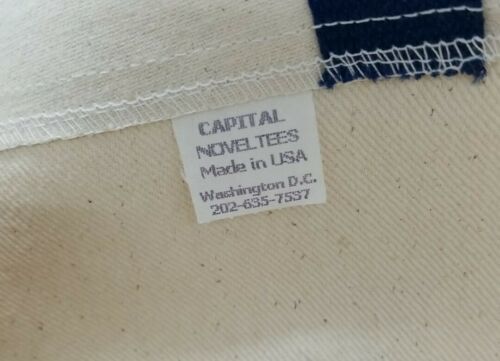 CAPITAL
NOVELTEES
Made in USA
Washington D.C.
202-635-7537